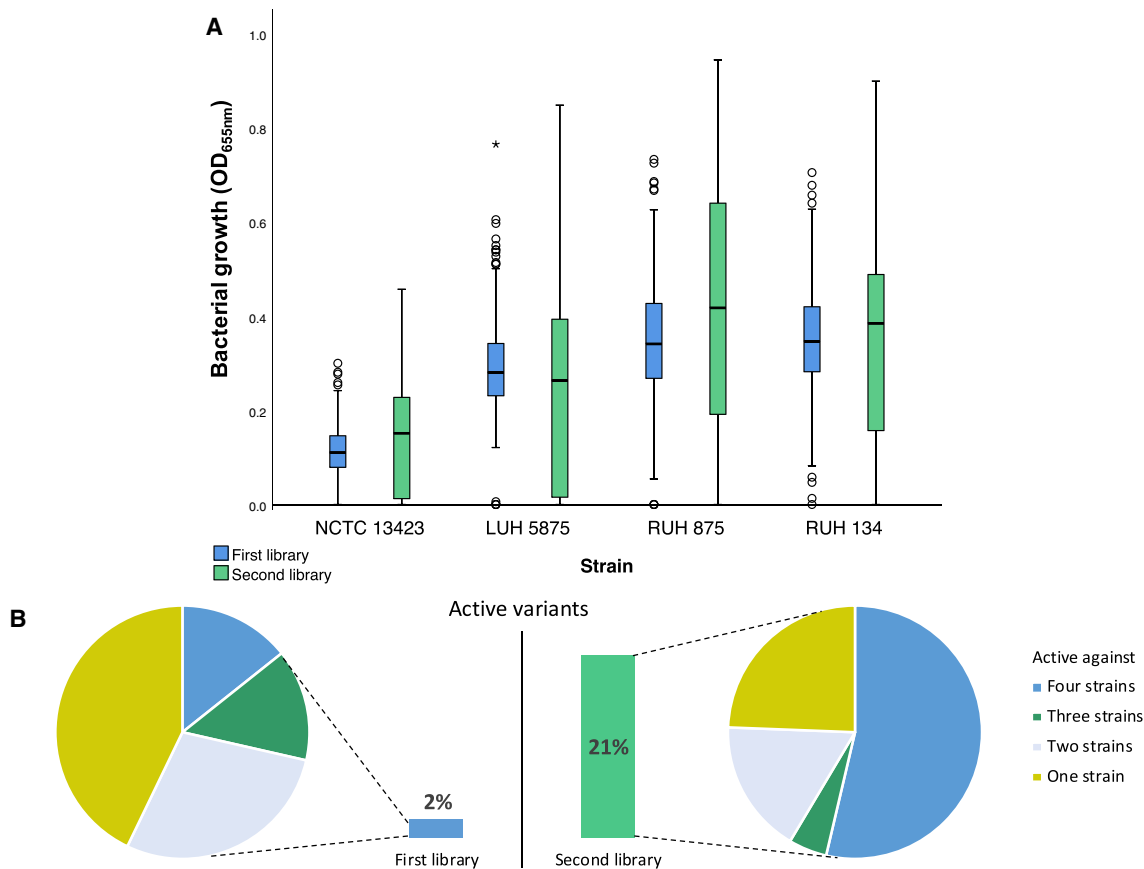 A
Bacterial growth (OD655nm)
1.0
0.8
0.6
0.4
0.2
0.0
*
NCTC 13423
LUH 5875
RUH 875
RUH 134
Strain
First library
Second library
B
Active variants
2%
First library
21%
Second library
Active against
Four strains
Three strains
Two strains
One strain